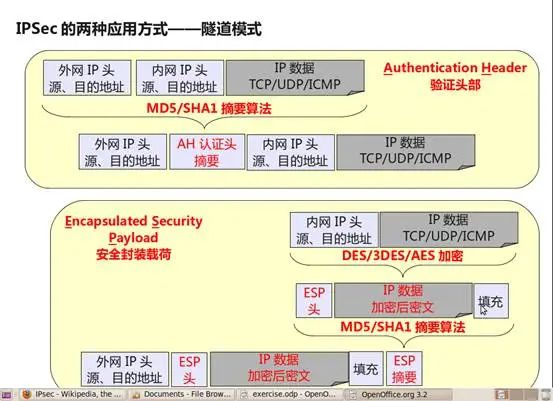 IPSec 的两种应用方式——隧道模式
外网 IP 头
源、目的地址
内网 IP 头
源、目的地址
IP 数据
TCP/UDP/ICMP
Authentication Header
验证头部
MD5/SHA1 摘要算法
外网 IP 头
源、目的地址
AH 认证头
摘要
内网 IP 头
源、目的地址
IP 数据
TCP/UDP/ICMP
Encapsulated Security
Payload
安全封装载荷
内网 IP 头
源、目的地址
IP 数据
TCP/UDP/ICMP
DES/3DES/AES 加密
ESP
头
IP 数据
加密后密文
填充
MD5/SHA1 摘要算法
外网 IP 头
源、目的地址
ESP
头
IP 数据
加密后密文
填充
ESP
摘要
IPsec - Wikipedia, the ...
Documents - File Brow...
exercise.odp - OpenO...
OpenOffice.org 3.2